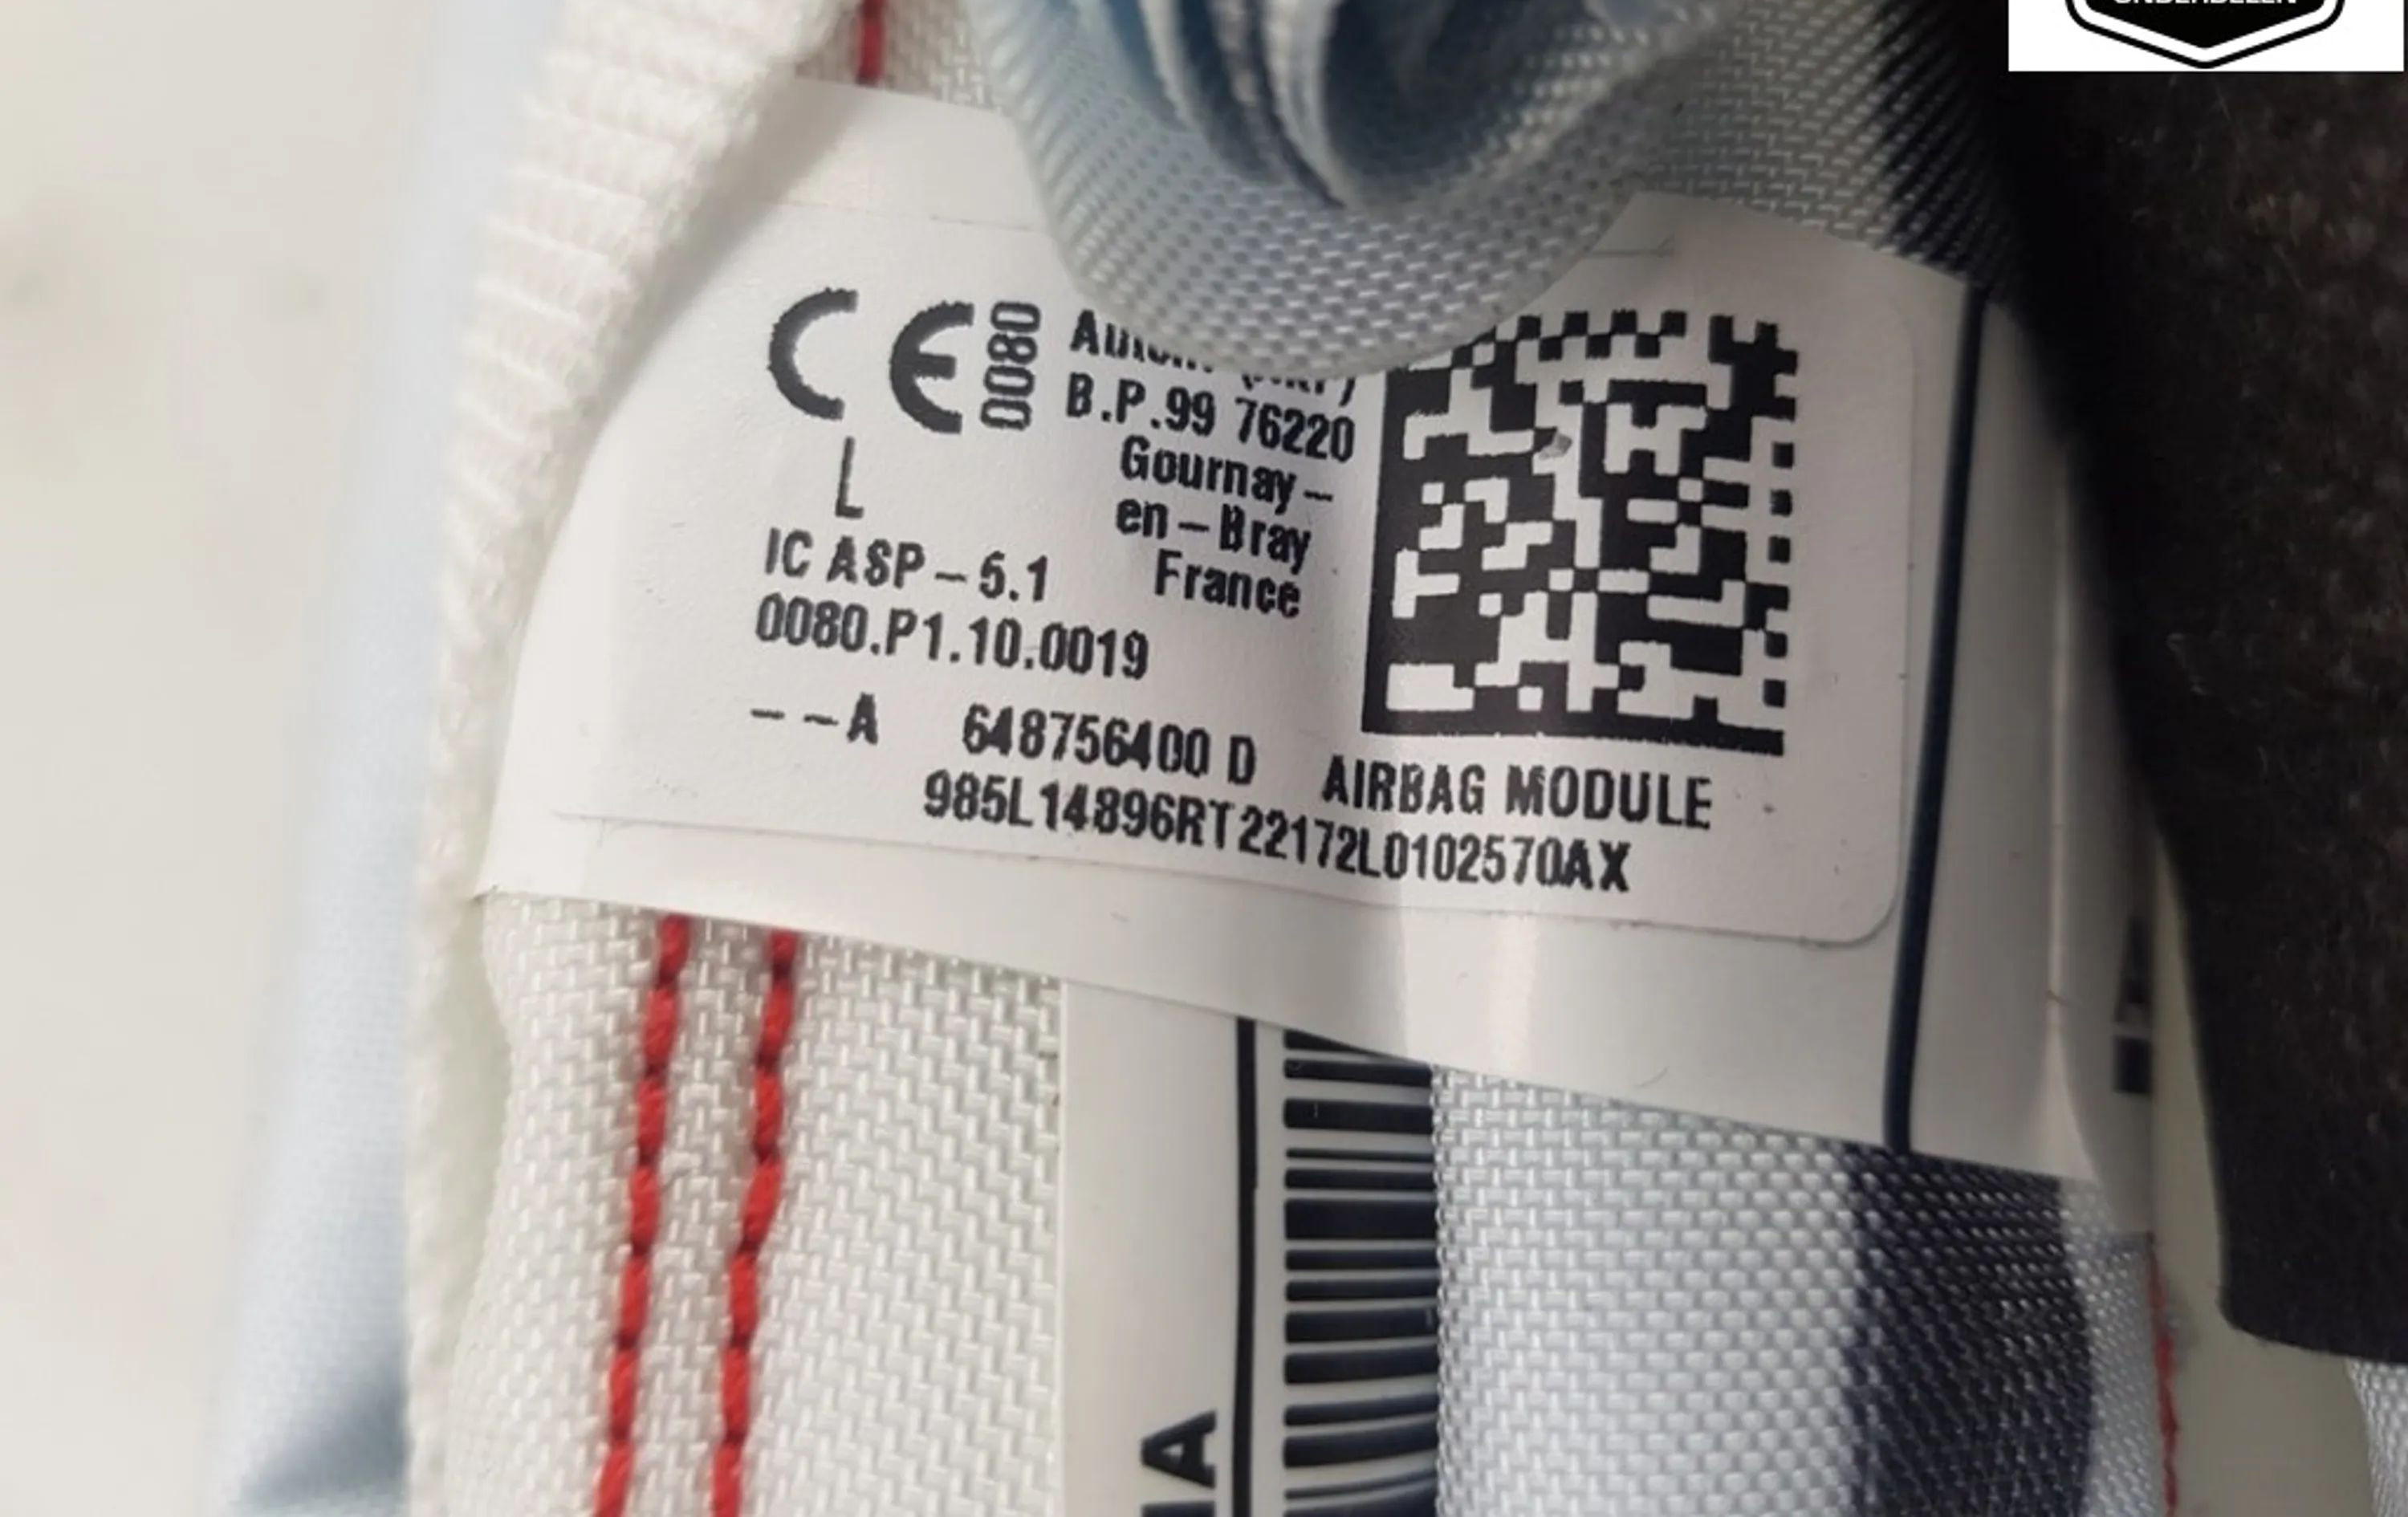 CE 0080
B.P.99 76220
Gournay-
en-Bray
France
L
IC ASP-5.1
0080.P1.10.0019
--A 648756400 D AIRBAG MODULE
985L14896RT22172L0102570AX